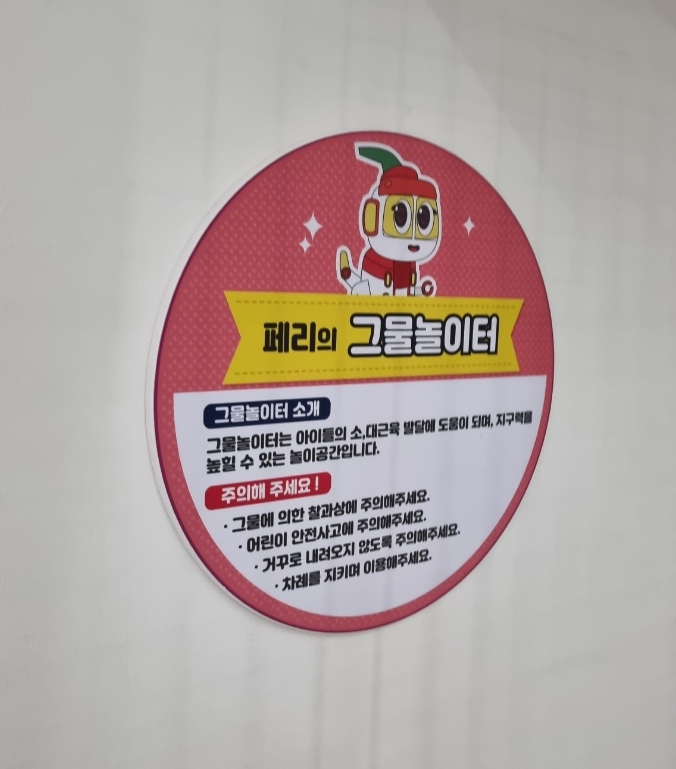 페리의 그물놀이터
그물놀이터 소개
그물놀이터는 아이들의 소,대근육 발달에 도움이 되며, 지구력을
높힐 수 있는 놀이공간입니다.
주의해 주세요 !
· 그물에 의한 찰과상에 주의해주세요.
· 어린이 안전사고에 주의해주세요.
· 거꾸로 내려오지 않도록 주의해주세요.
· 차례를 지키며 이용해주세요.